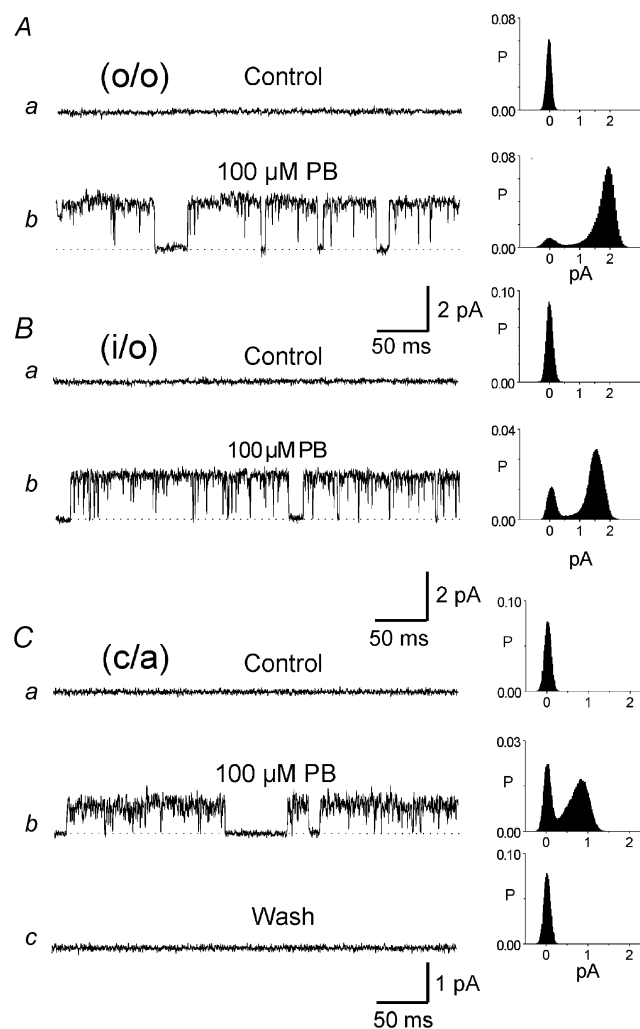 A
(o/o)
Control
a
0.08
P
0.00
0 1 2
100 µM PB
b
0.08
P
0.00
0 1 2
pA
2 pA
50 ms
B
(i/o)
Control
a
0.10
P
0.00
0 1 2
100 µM PB
b
0.04
P
0.00
0 1 2
pA
2 pA
50 ms
C
(c/a)
Control
a
0.10
P
0.00
0 1 2
100 µM PB
b
0.03
P
0.00
0 1 2
Wash
c
0.10
P
0.00
0 1 2
pA
1 pA
50 ms